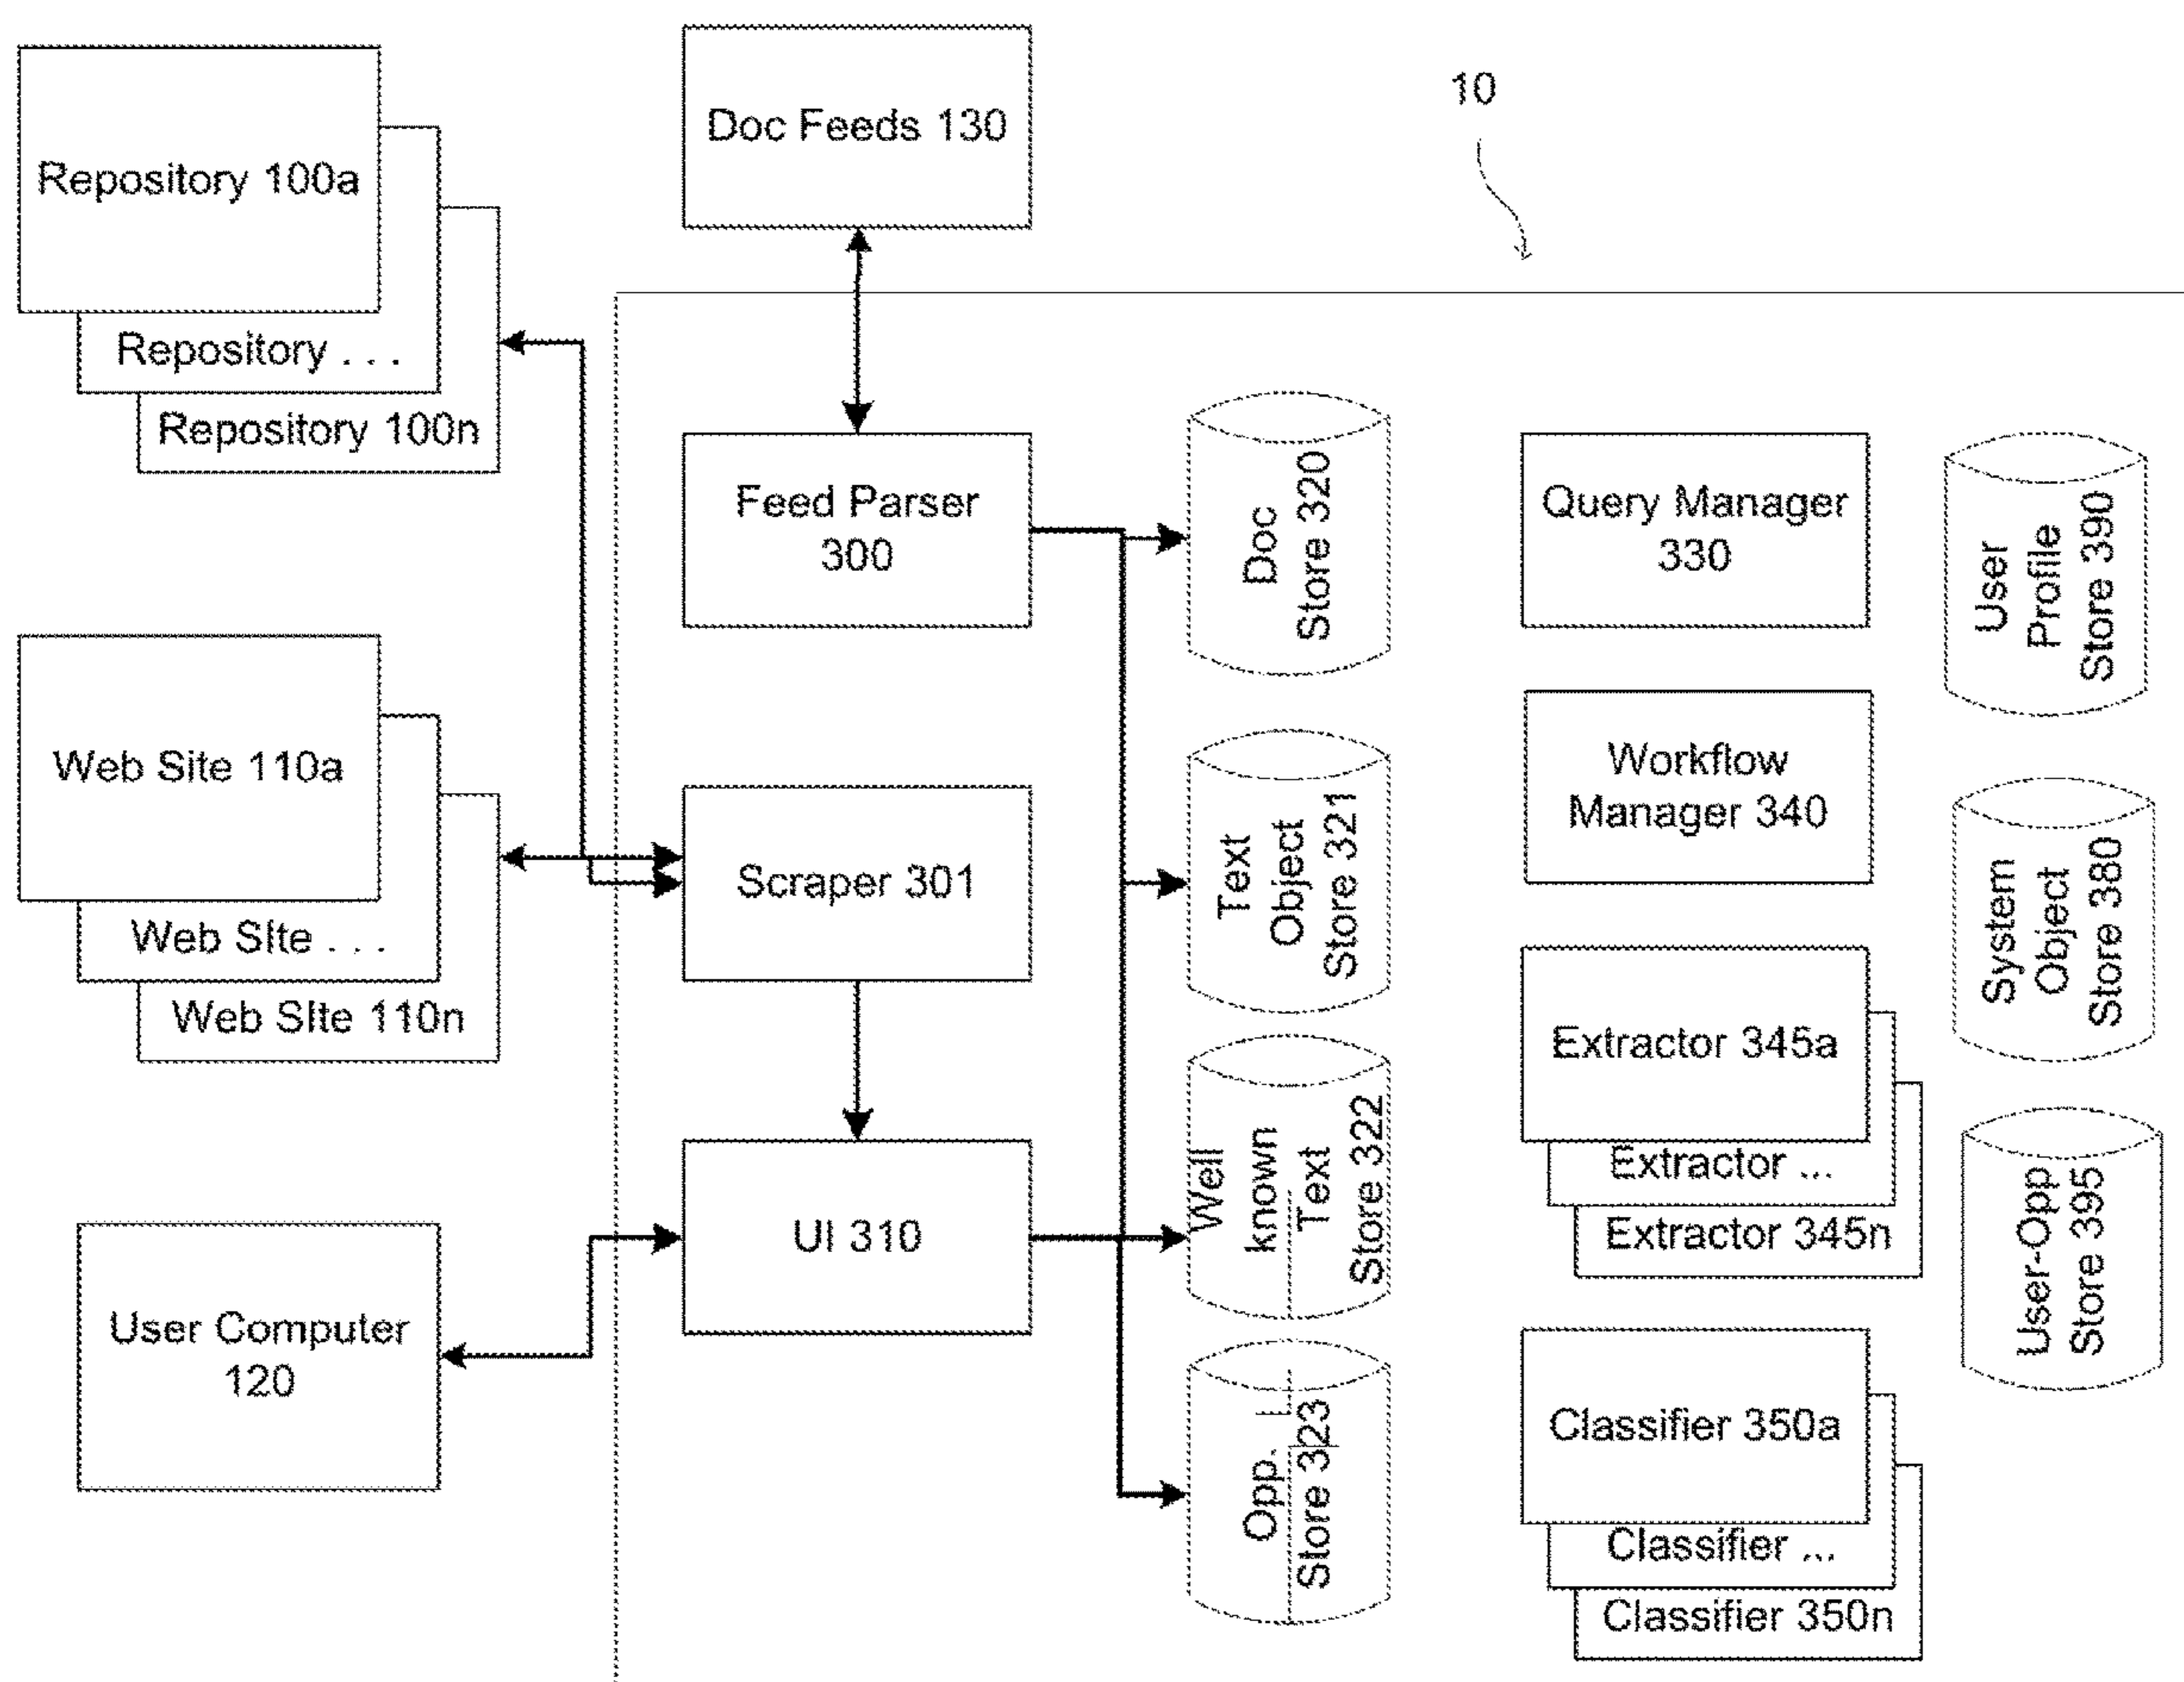 10
Repository 100a
Repository . . .
Repository 100n
Doc Feeds 130
Web Site 110a
Web SIte . . .
Web SIte 110n
User Computer
120
Feed Parser
300
Scraper 301
UI 310
Doc
Store 320
Text
Object
Store 321
Well
known
Text
Store 322
Opp.
Store 323
Query Manager
330
Workflow
Manager 340
Extractor 345a
Extractor ...
Extractor 345n
Classifier 350a
Classifier ...
Classifier 350n
User
Profile
Store 390
System
Object
Store 380
User-Opp
Store 395